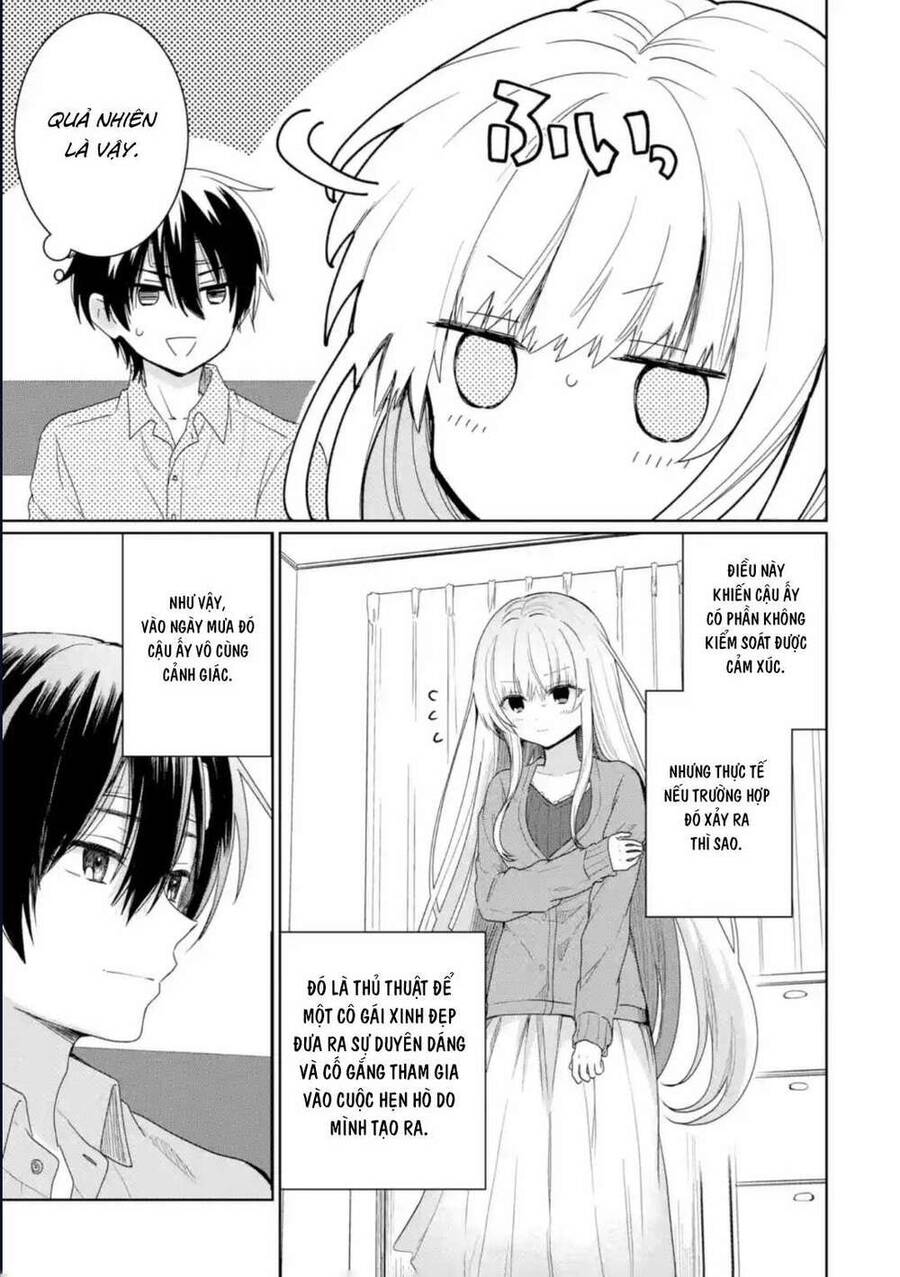 ふいっ
QUẢ NHIÊN
LÀ VẬY.
ĐIỀU NÀY
KHIẾN CẬU ẤY
CÓ PHẦN KHÔNG
KIỂM SOÁT ĐƯỢC
CẢM XÚC.
NHƯNG THỰC TẾ
NẾU TRƯỜNG HỢP
ĐÓ XẢY RA
THÌ SAO.
ĐÓ LÀ THỦ THUẬT ĐỂ
MỘT CÔ GÁI XINH ĐẸP
ĐƯA RA SỰ DUYÊN DÁNG
VÀ CỐ GẮNG THAM GIA
VÀO CUỘC HẸN HÒ DO
MÌNH TẠO RA.
NHƯ VẬY,
VÀO NGÀY MƯA ĐÓ
CẬU ẤY VÔ CÙNG
CẢNH GIÁC.